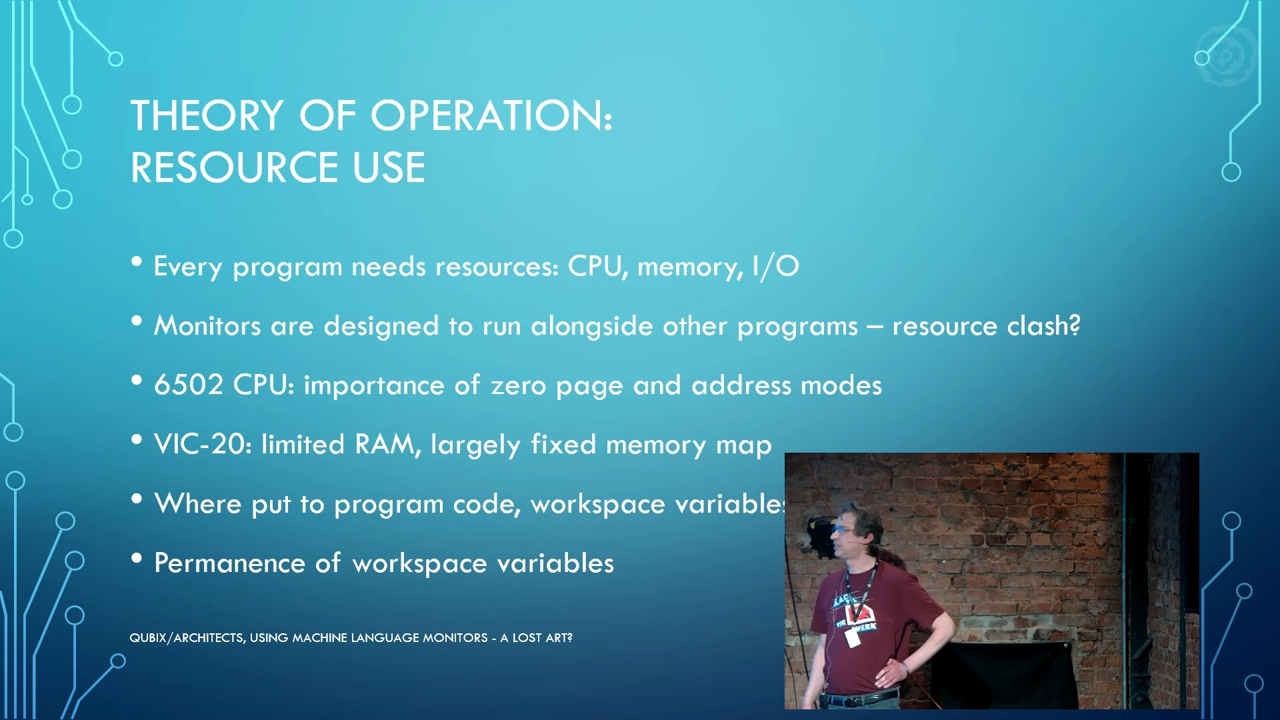 THEORY OF OPERATION:
RESOURCE USE
• Every program needs resources: CPU, memory, I/O
• Monitors are designed to run alongside other programs – resource clash?
• 6502 CPU: importance of zero page and address modes
• VIC-20: limited RAM, largely fixed memory map
• Where put to program code, workspace variables
• Permanence of workspace variables
QUBIX/ARCHITECTS, USING MACHINE LANGUAGE MONITORS - A LOST ART?